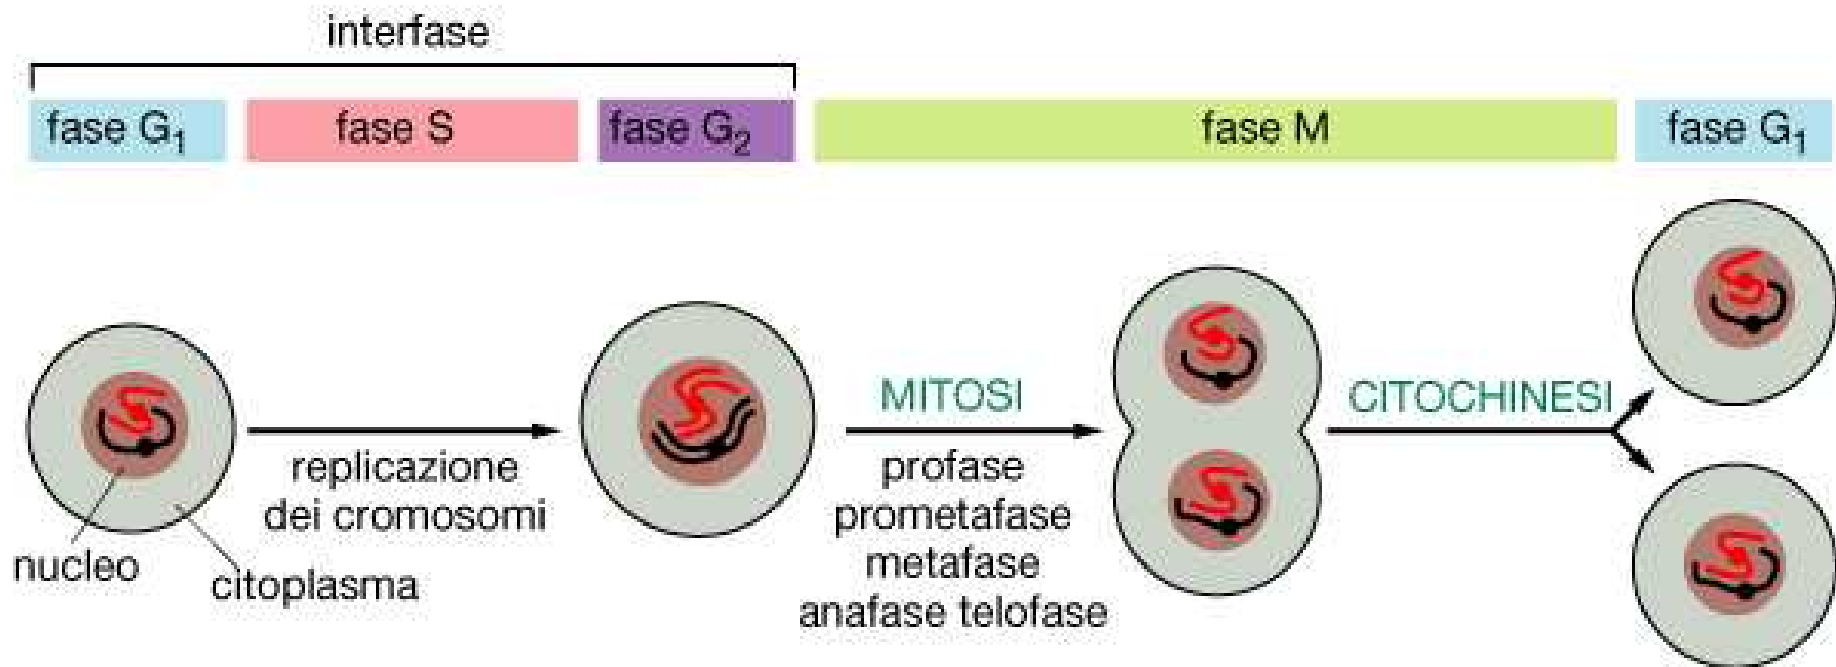 interfase
fase G₁
fase S
fase G₂
fase M
fase G₁
MITOSI
CITOCHINESI
replicazione
dei cromosomi
profase
prometafase
metafase
anafase telofase
nucleo
citoplasma